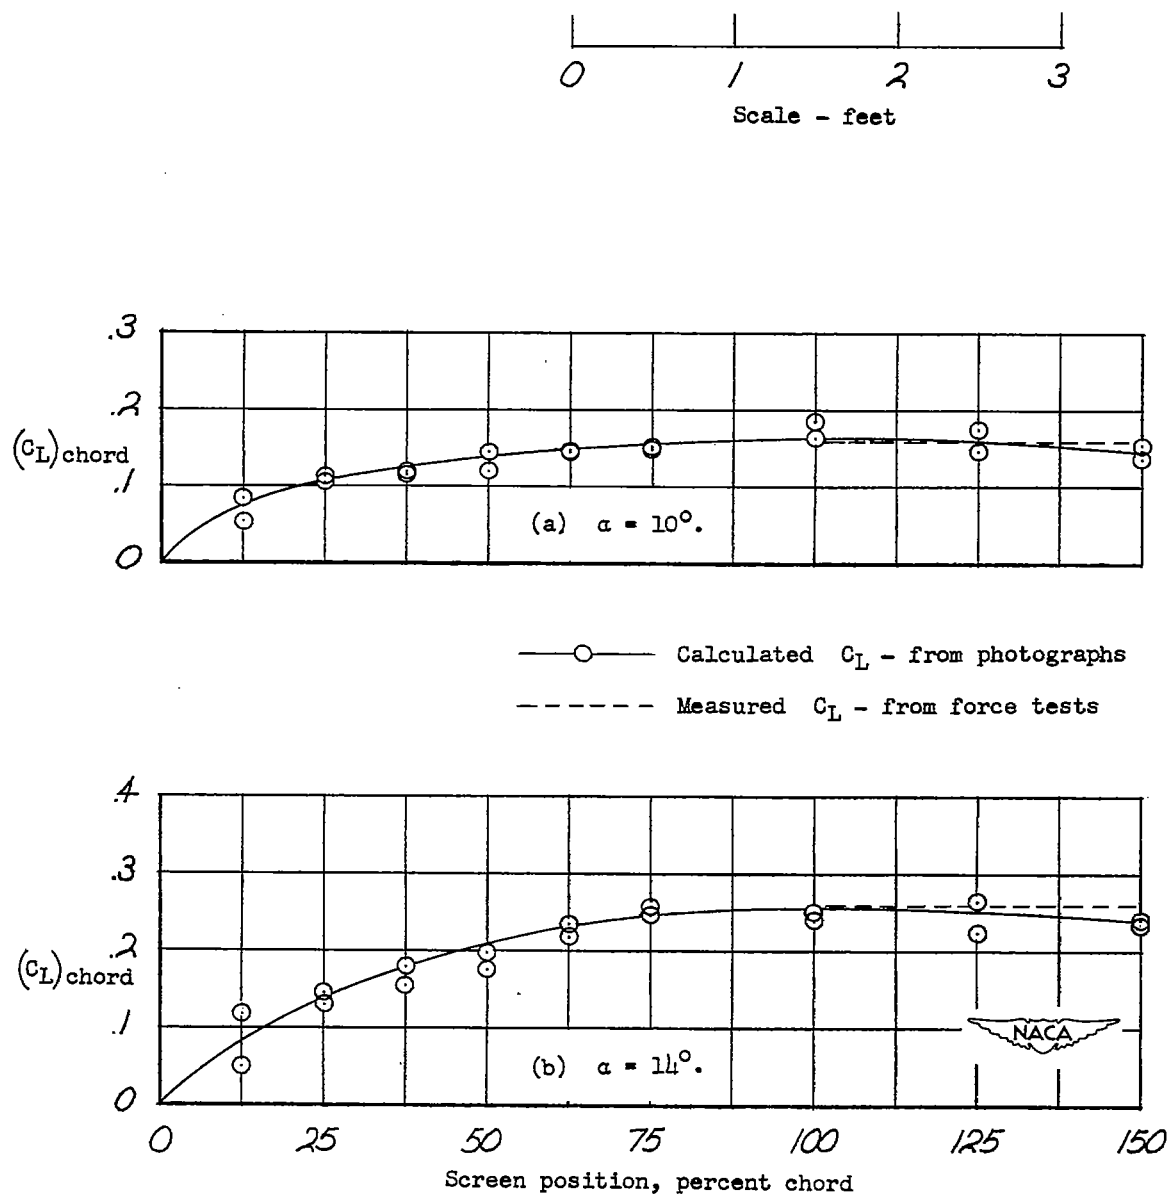 0 1 2 3
Scale - feet
.3
.2
(CL)chord
.1
0
(a) α = 10°.
Calculated CL - from photographs
Measured CL - from force tests
.4
.3
.2
(CL)chord
.1
0
(b) α = 14°.
NACA
0 25 50 75 100 125 150
Screen position, percent chord